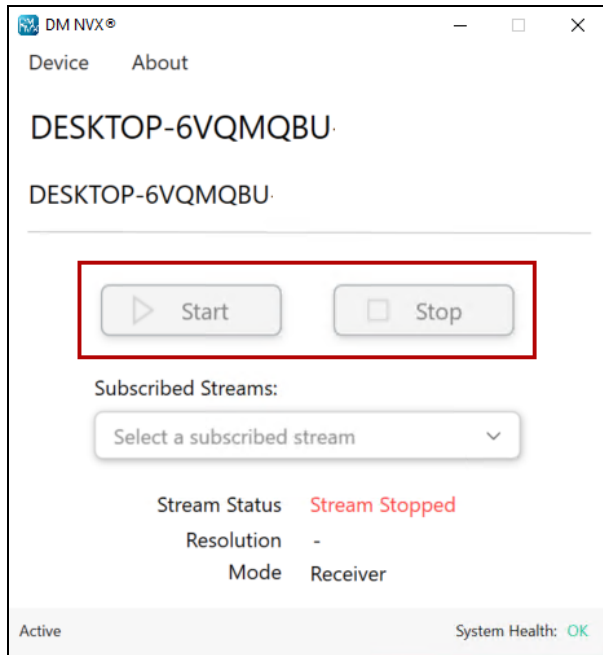 DM NVX®
Device About
DESKTOP-6VQMQBU
DESKTOP-6VQMQBU
Start Stop
Subscribed Streams:
Select a subscribed stream
Stream Status Stream Stopped
Resolution -
Mode Receiver
Active System Health: OK